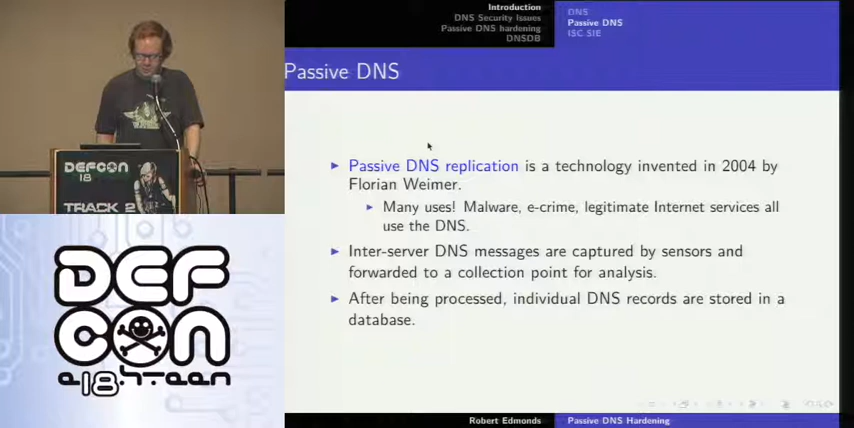 Introduction
DNS Security Issues
Passive DNS hardening
DNSDB
DNS
Passive DNS
ISC SIE
Passive DNS
Passive DNS replication is a technology invented in 2004 by
Florian Weimer.
Many uses! Malware, e-crime, legitimate Internet services all
use the DNS.
Inter-server DNS messages are captured by sensors and
forwarded to a collection point for analysis.
After being processed, individual DNS records are stored in a
database.
Robert Edmonds
Passive DNS Hardening
DEFCON
18
TRACK 2
DEF
CON
e18hteen